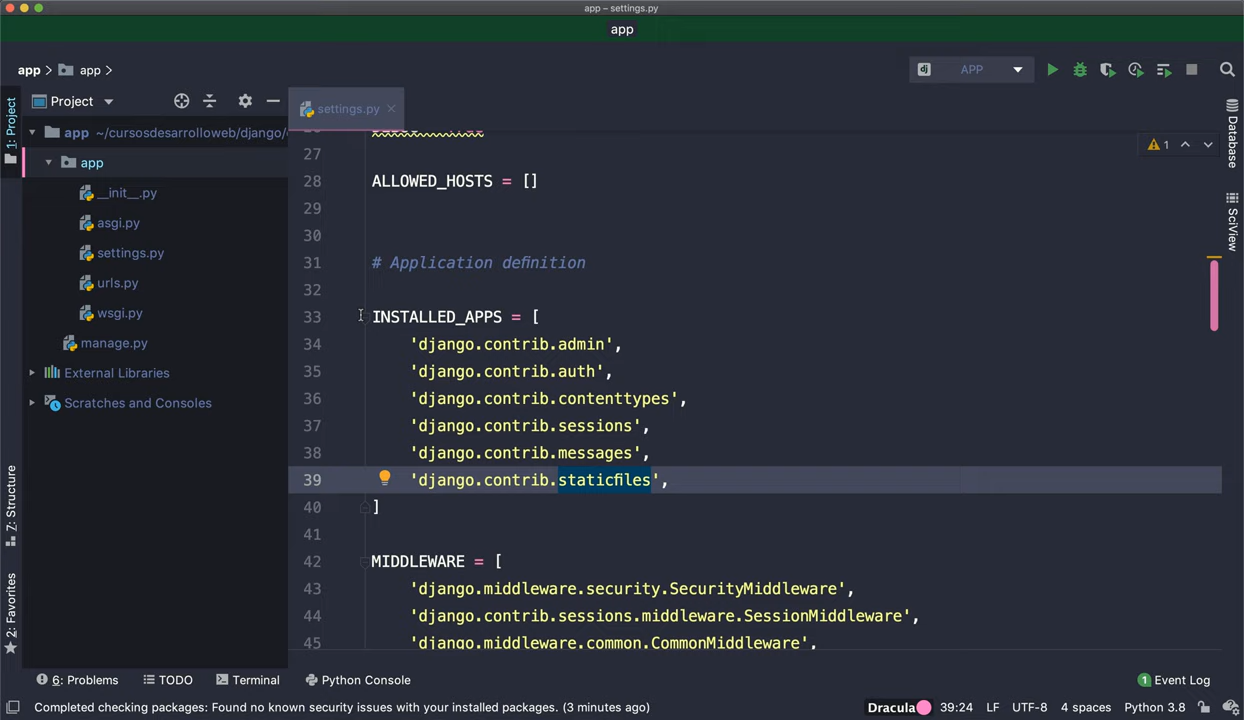 app – settings.py
app
app
app
APP
Project
settings.py
1: Project
app ~/cursosdesarrolloweb/django/
app
__init__.py
asgi.py
settings.py
urls.py
wsgi.py
manage.py
External Libraries
Scratches and Consoles
Z: Structure
2: Favorites
27
28 ALLOWED_HOSTS = []
29
30
31 # Application definition
32
33 INSTALLED_APPS = [
34 'django.contrib.admin',
35 'django.contrib.auth',
36 'django.contrib.contenttypes',
37 'django.contrib.sessions',
38 'django.contrib.messages',
39 'django.contrib.staticfiles',
40 ]
41
42 MIDDLEWARE = [
43 'django.middleware.security.SecurityMiddleware',
44 'django.contrib.sessions.middleware.SessionMiddleware',
45 'django.middleware.common.CommonMiddleware',
1
Database
SciView
6: Problems
TODO
Terminal
Python Console
1 Event Log
Completed checking packages: Found no known security issues with your installed packages. (3 minutes ago)
Dracula
39:24
LF
UTF-8
4 spaces
Python 3.8